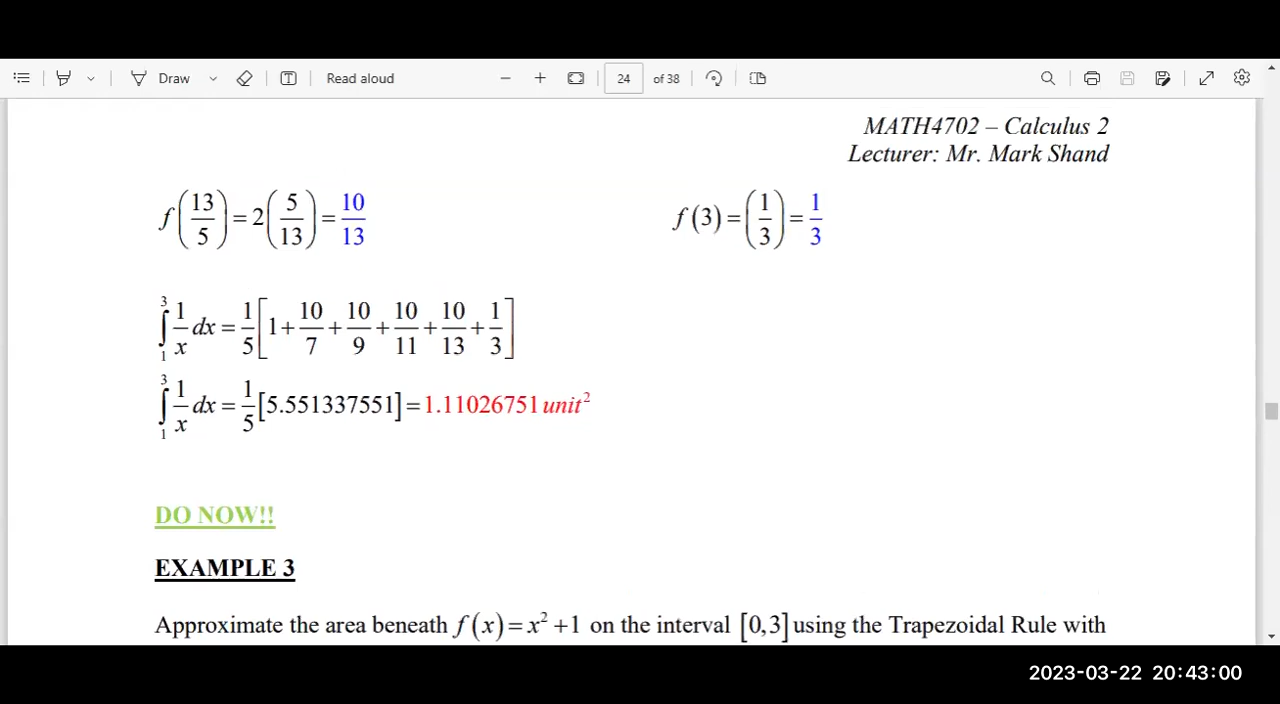 Draw Read aloud 24 of 38
MATH4702 – Calculus 2
Lecturer: Mr. Mark Shand
f(13/5) = 2(5/13) = 10/13 f(3) = (1/3) = 1/3
∫₁³ 1/x dx = 1/5[1 + 10/7 + 10/9 + 10/11 + 10/13 + 1/3]
∫₁³ 1/x dx = 1/5[5.551337551] = 1.11026751 unit²
DO NOW!!
EXAMPLE 3
Approximate the area beneath f(x) = x² + 1 on the interval [0,3] using the Trapezoidal Rule with
2023-03-22 20:43:00